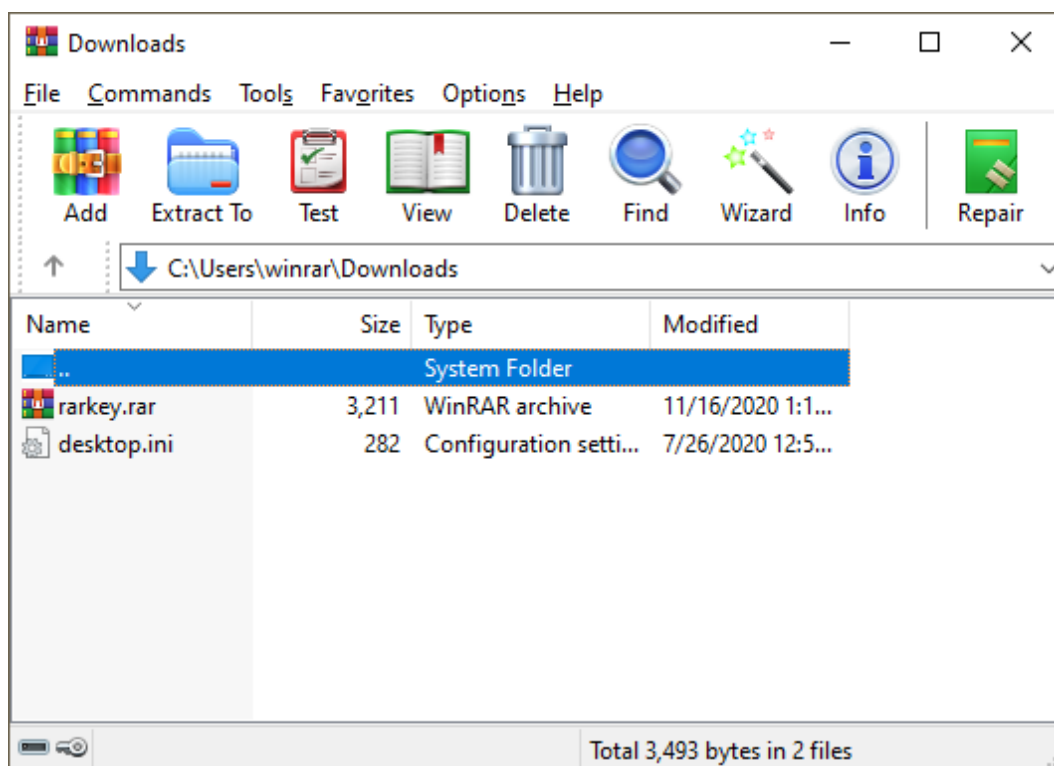 Downloads
File Commands Tools Favorites Options Help
Add Extract To Test View Delete Find Wizard Info Repair
C:\Users\winrar\Downloads
Name Size Type Modified
.. System Folder
rarkey.rar 3,211 WinRAR archive 11/16/2020 1:1...
desktop.ini 282 Configuration setti... 7/26/2020 12:5...
Total 3,493 bytes in 2 files